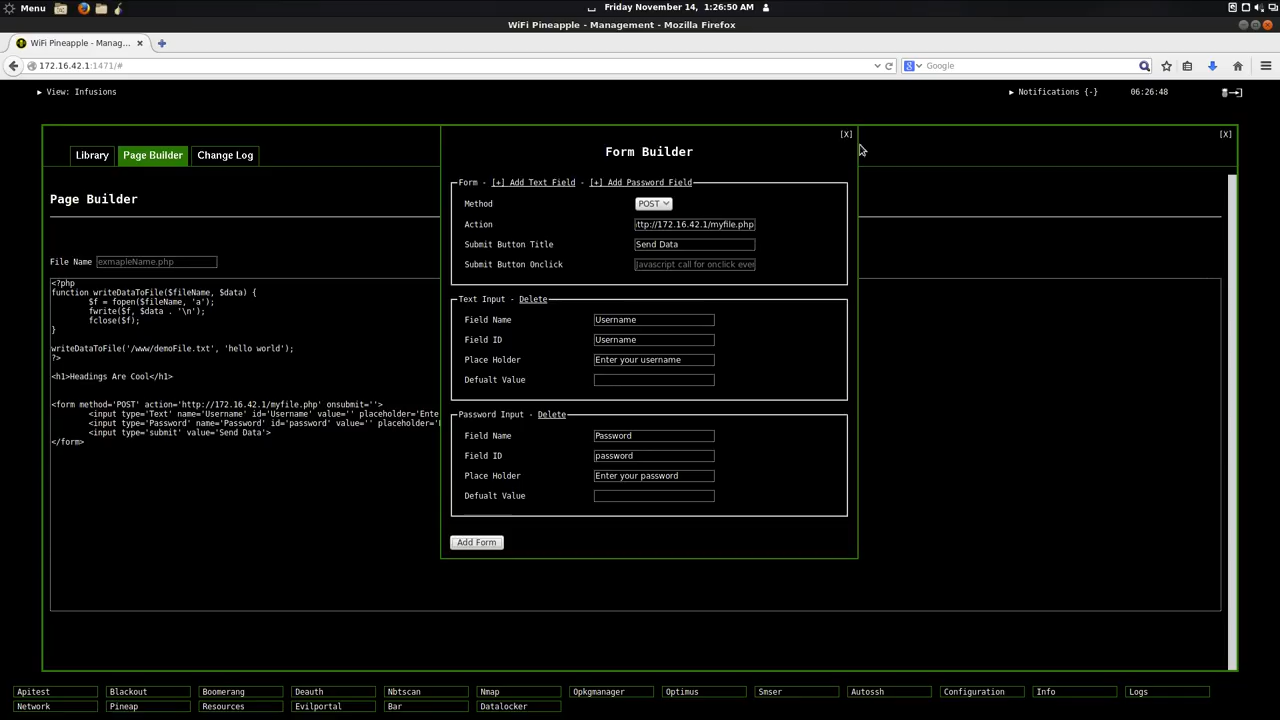 Menu
Friday November 14, 1:26:50 AM
WiFi Pineapple - Management - Mozilla Firefox
WiFi Pineapple - Manag...
172.16.42.1:1471/#
Google
View: Infusions
Notifications {-}
06:26:48
[X]
[X]
Library
Page Builder
Change Log
Page Builder
File Name
exmapleName.php
<?php
function writeDataToFile($fileName, $data) {
$f = fopen($fileName, 'a');
fwrite($f, $data . '\n');
fclose($f);
}
writeDataToFile('/www/demoFile.txt', 'hello world');
?>
<h1>Headings Are Cool</h1>
<form method='POST' action='http://172.16.42.1/myfile.php' onsubmit=''>
<input type='Text' name='Username' id='Username' value='' placeholder='Ente
<input type='Password' name='Password' id='password' value='' placeholder='
<input type='submit' value='Send Data'>
</form>
Form Builder
Form - [+] Add Text Field - [+] Add Password Field
Method
POST
Action
ttp://172.16.42.1/myfile.php
Submit Button Title
Send Data
Submit Button Onclick
Javascript call for onclick ever
Text Input - Delete
Field Name
Username
Field ID
Username
Place Holder
Enter your username
Defualt Value
Password Input - Delete
Field Name
Password
Field ID
password
Place Holder
Enter your password
Defualt Value
Add Form
Apitest
Blackout
Boomerang
Deauth
Nbtscan
Nmap
Opkgmanager
Optimus
Smser
Autossh
Configuration
Info
Logs
Network
Pineap
Resources
Evilportal
Bar
Datalocker